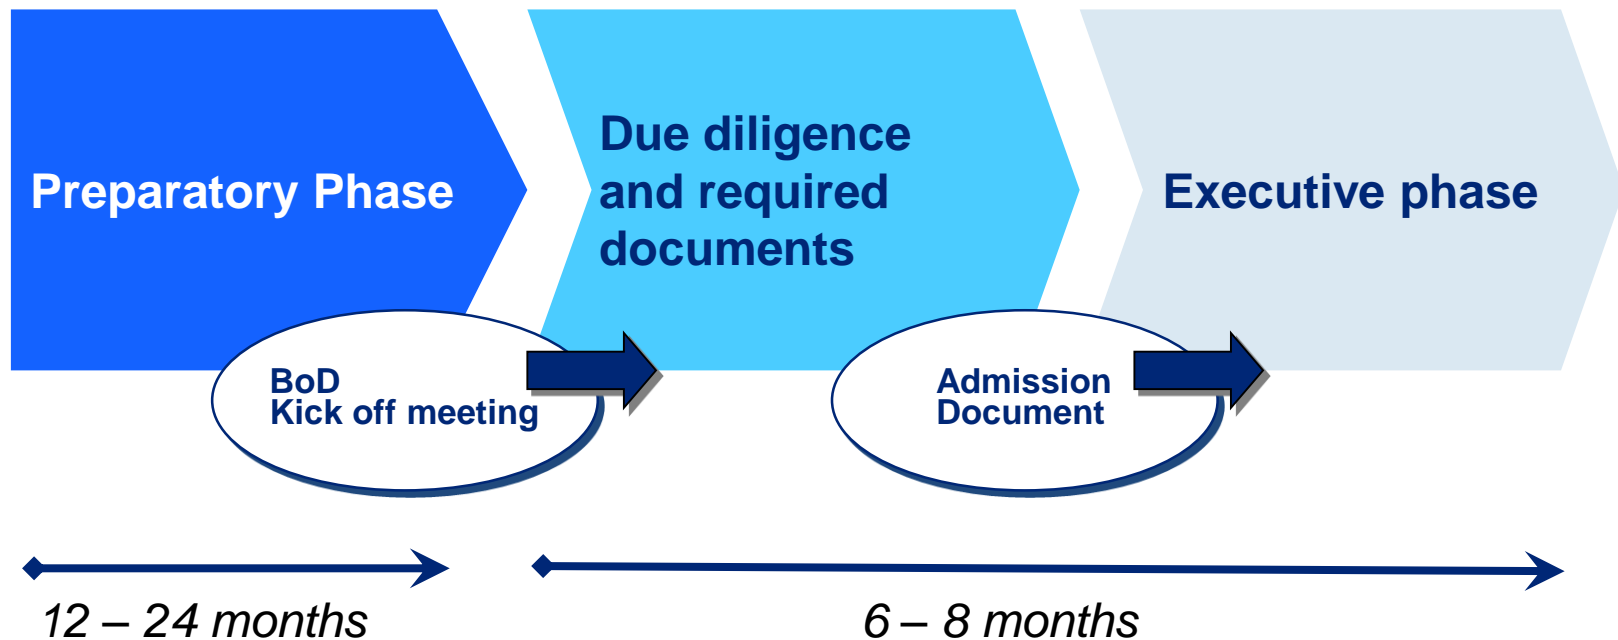 Preparatory Phase
Due diligence
and required
documents
Executive phase
BoD
Kick off meeting
Admission
Document
12 – 24 months
6 – 8 months